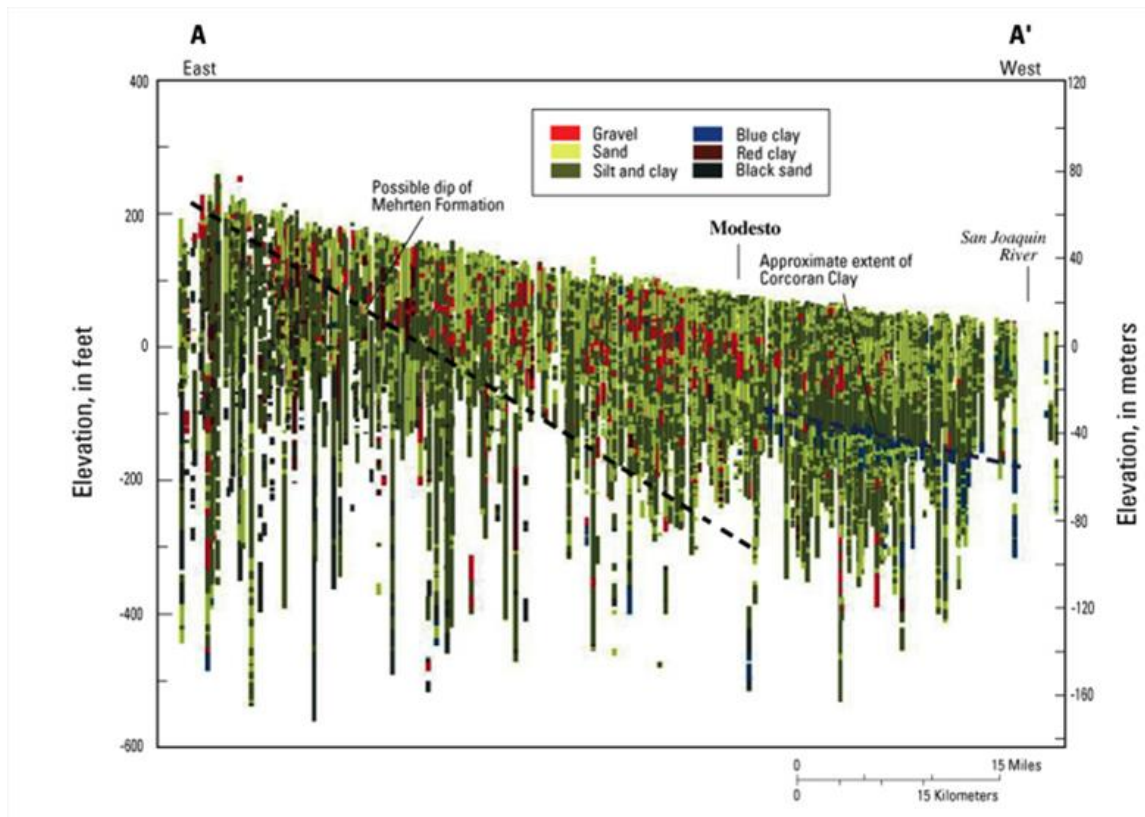 A
A'
East
West
400
200
0
-200
-400
-600
120
80
40
0
-40
-80
-120
-160
Elevation, in feet
Elevation, in meters
Gravel
Sand
Silt and clay
Blue clay
Red clay
Black sand
Possible dip of
Mehrten Formation
Modesto
Approximate extent of
Corcoran Clay
San Joaquin
River
0
15 Miles
0
15 Kilometers